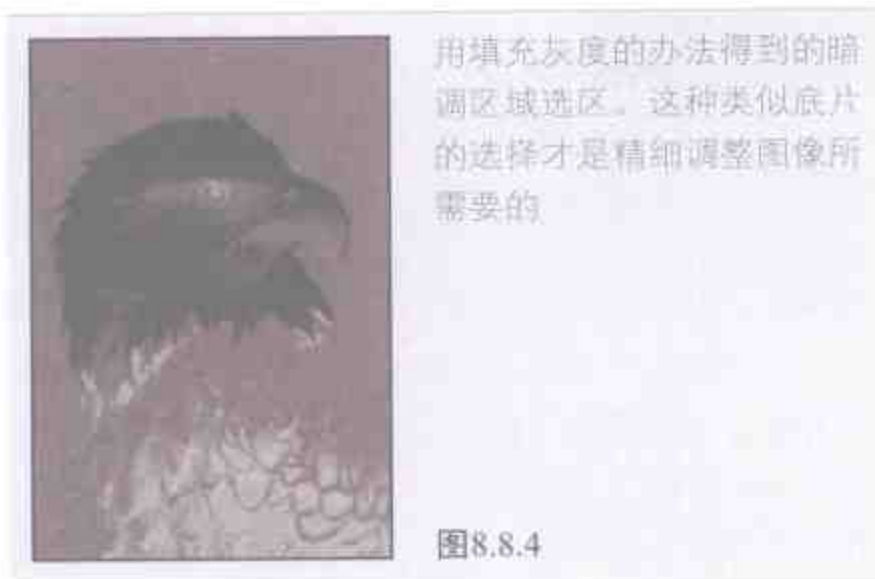 用填充灰度的办法得到的暗
调区域选区。这种类似底片
的选择才是精细调整图像所
需要的
图8.8.4